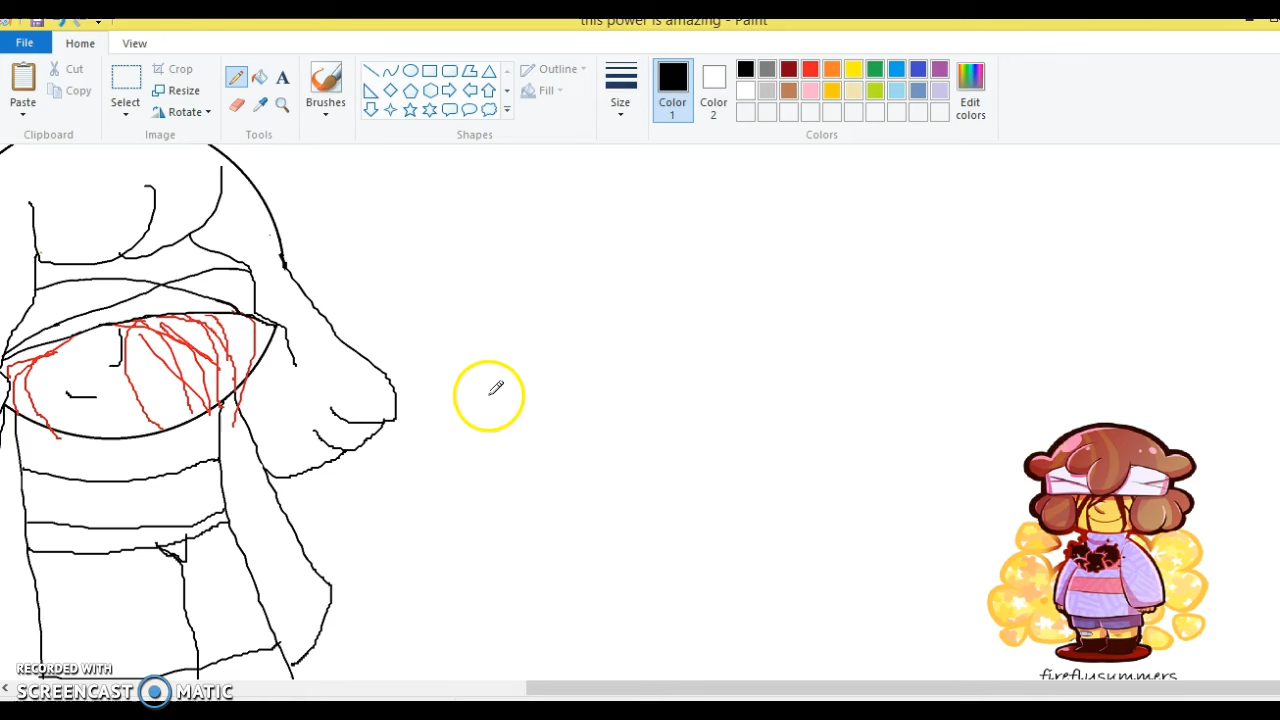 this power is amazing - Paint
File
Home
View
Paste
Cut
Copy
Clipboard
Select
Crop
Resize
Rotate
Image
A
Tools
Brushes
Outline
Fill
Shapes
Size
Color
1
Color
2
Edit
colors
Colors
fireflysummers
RECORDED WITH
SCREENCAST MATIC